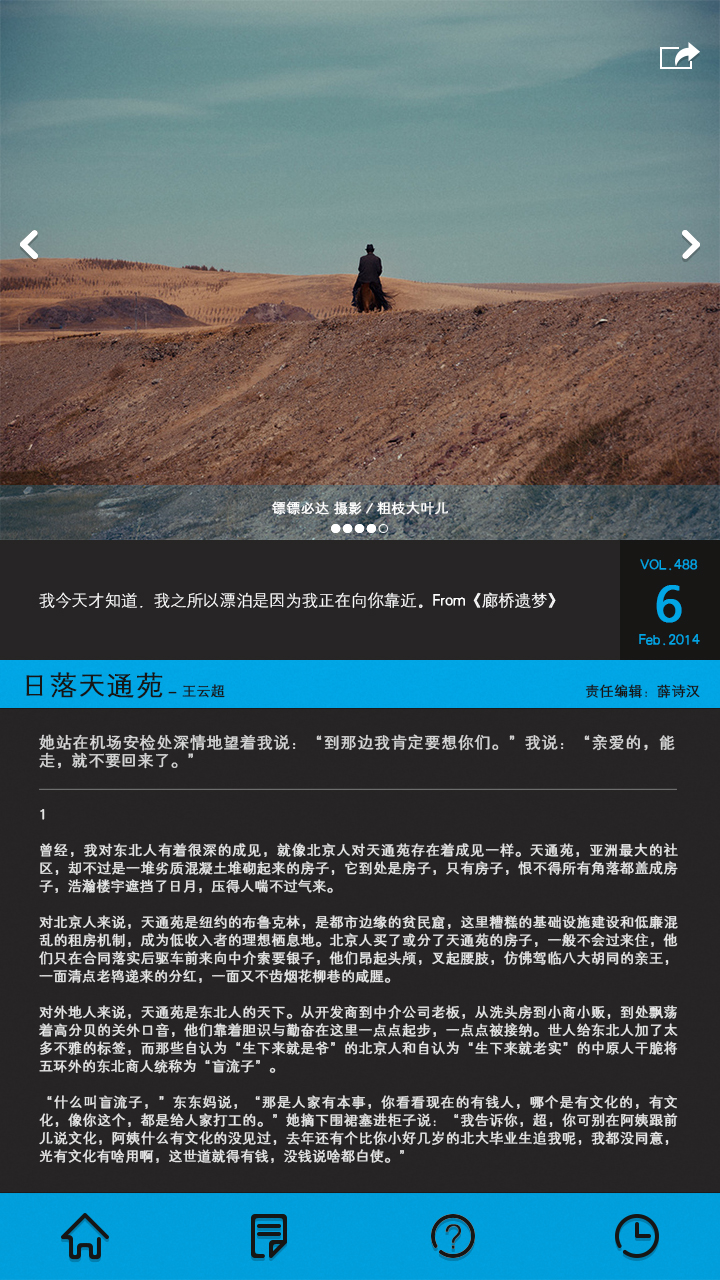 镖镖必达 摄影 / 粗枝大叶儿
我今天才知道，我之所以漂泊是因为我正在向你靠近。From《廊桥遗梦》
VOL.488
6
Feb.2014
日落天通苑 – 王云超
责任编辑：薛诗汉
她站在机场安检处深情地望着我说：“到那边我肯定要想你们。”我说：“亲爱的，能
走，就不要回来了。”
1
曾经，我对东北人有着很深的成见，就像北京人对天通苑存在着成见一样。天通苑，亚洲最大的社
区，却不过是一堆劣质混凝土堆砌起来的房子，它到处是房子，只有房子，恨不得所有角落都盖成房
子，浩瀚楼宇遮挡了日月，压得人喘不过气来。
对北京人来说，天通苑是纽约的布鲁克林，是都市边缘的贫民窟，这里糟糕的基础设施建设和低廉混
乱的租房机制，成为低收入者的理想栖息地。北京人买了或分了天通苑的房子，一般不会过来住，他
们只在合同落实后驱车前来向中介索要银子，他们昂起头颅，叉起腰肢，仿佛驾临八大胡同的亲王，
一面清点老鸨递来的分红，一面又不齿烟花柳巷的咸腥。
对外地人来说，天通苑是东北人的天下。从开发商到中介公司老板，从洗头房到小商小贩，到处飘荡
着高分贝的关外口音，他们靠着胆识与勤奋在这里一点点起步，一点点被接纳。世人给东北人加了太
多不雅的标签，而那些自认为“生下来就是爷”的北京人和自认为“生下来就老实”的中原人干脆将
五环外的东北商人统称为“盲流子”。
“什么叫盲流子，”东东妈说，“那是人家有本事，你看看现在的有钱人，哪个是有文化的，有文
化，像你这个，都是给人家打工的。”她摘下围裙塞进柜子说：“我告诉你，超，你可别在阿姨跟前
儿说文化，阿姨什么有文化的没见过，去年还有个比你小好几岁的北大毕业生追我呢，我都没同意，
光有文化有啥用啊，这世道就得有钱，没钱说啥都白使。”